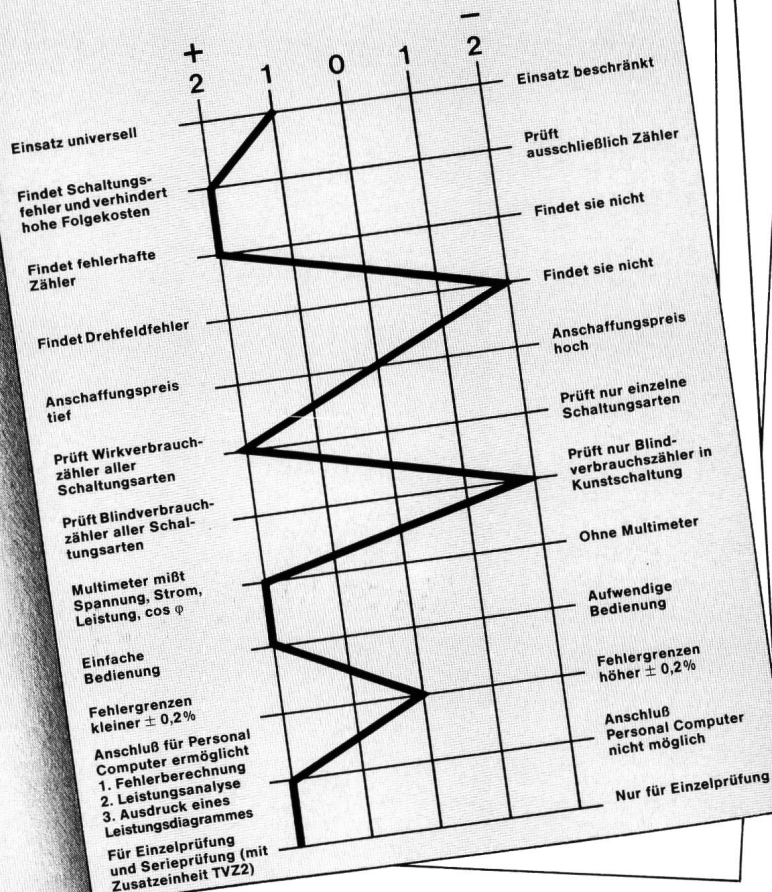 +
−
2 1 0 1 2
Einsatz universell
Einsatz beschränkt
Findet Schaltungs-
fehler und verhindert
hohe Folgekosten
Prüft
ausschließlich Zähler
Findet fehlerhafte
Zähler
Findet sie nicht
Findet Drehfeldfehler
Findet sie nicht
Anschaffungspreis
tief
Anschaffungspreis
hoch
Prüft Wirkverbrauch-
zähler aller
Schaltungsarten
Prüft nur einzelne
Schaltungsarten
Prüft Blindverbrauch-
zähler aller Schal-
tungsarten
Prüft nur Blind-
verbrauchszähler in
Kunstschaltung
Multimeter mißt
Spannung, Strom,
Leistung, cos φ
Ohne Multimeter
Einfache
Bedienung
Aufwendige
Bedienung
Fehlergrenzen
kleiner ± 0,2%
Fehlergrenzen
höher ± 0,2%
Anschluß für Personal
Computer ermöglicht
1. Fehlerberechnung
2. Leistungsanalyse
3. Ausdruck eines
Leistungsdiagrammes
Anschluß
Personal Computer
nicht möglich
Für Einzelprüfung
und Serieprüfung (mit
Zusatzeinheit TVZ2)
Nur für Einzelprüfung